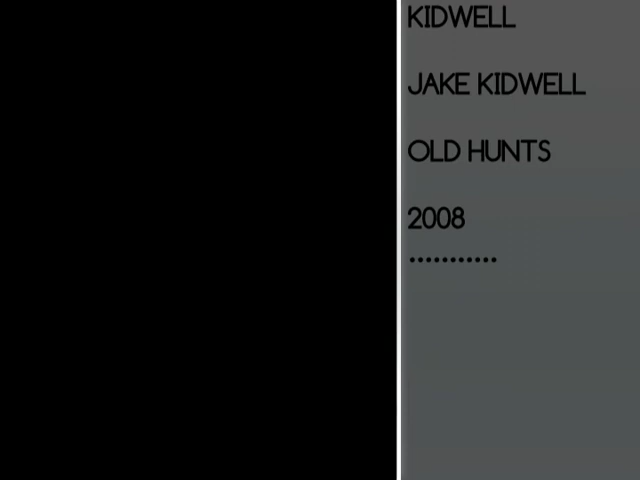 KIDWELL
JAKE KIDWELL
OLD HUNTS
2008
...........